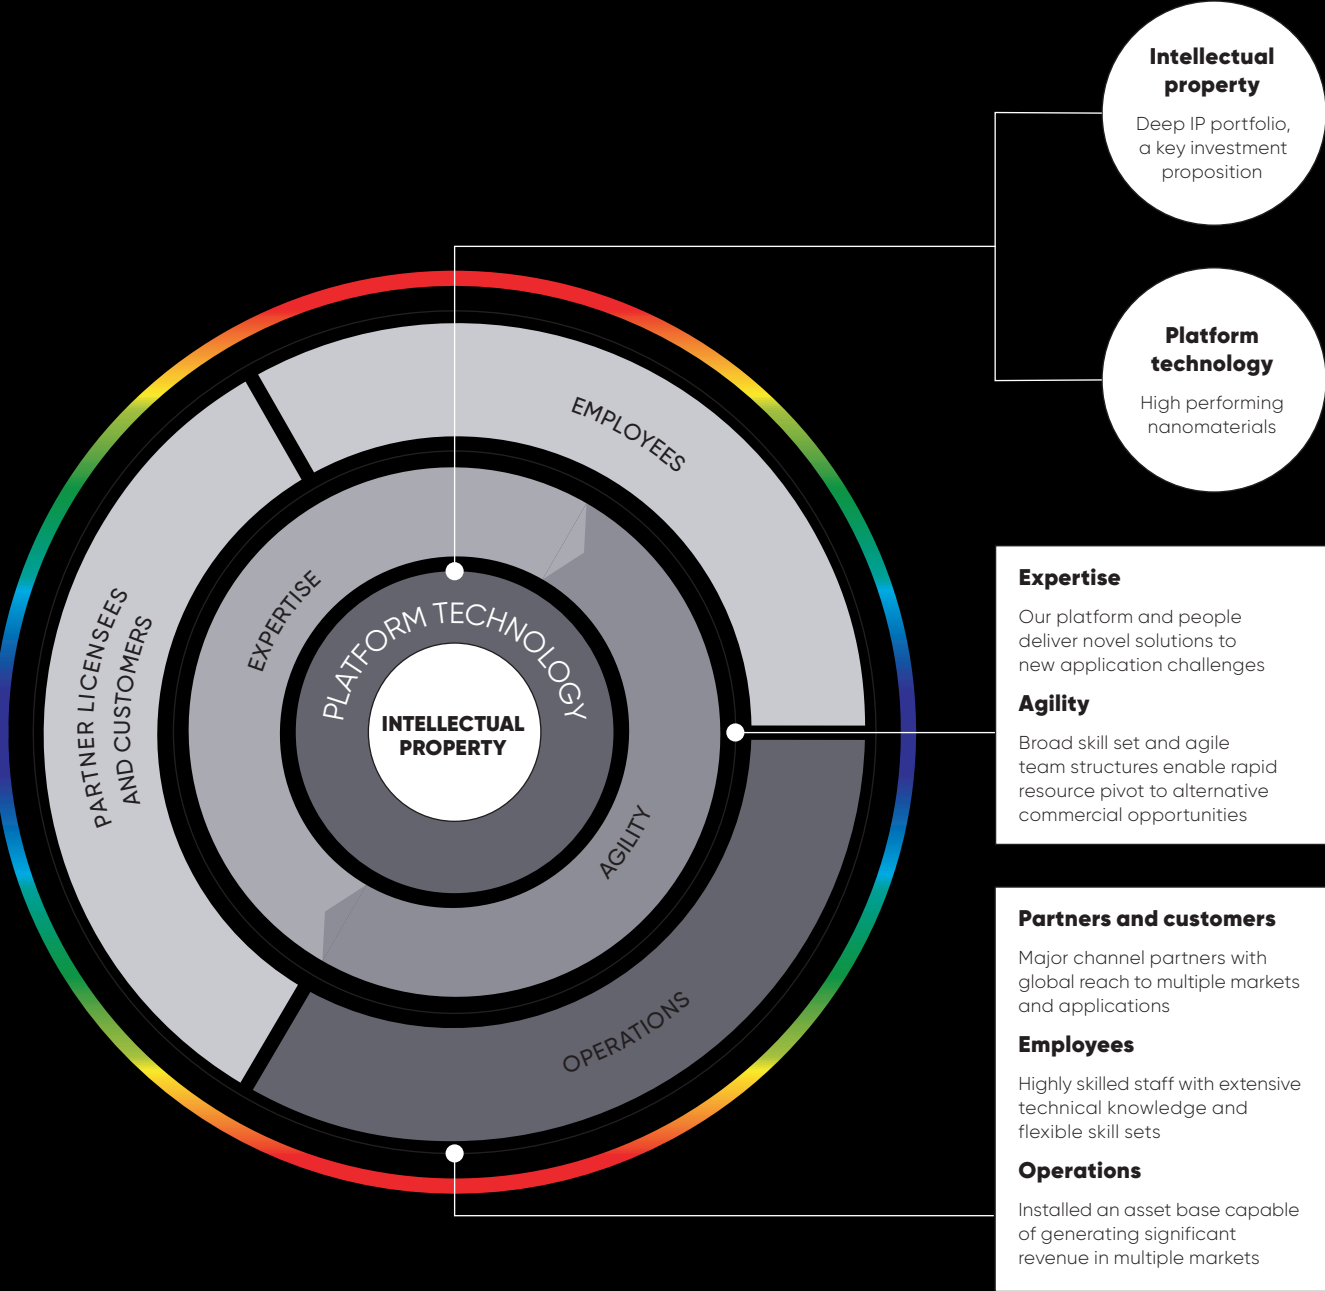 Intellectual
property
Deep IP portfolio,
a key investment
proposition
Platform
technology
High performing
nanomaterials
EMPLOYEES
EXPERTISE
PLATFORM TECHNOLOGY
INTELLECTUAL
PROPERTY
PARTNER LICENSEES
AND CUSTOMERS
AGILITY
OPERATIONS
Expertise
Our platform and people
deliver novel solutions to
new application challenges
Agility
Broad skill set and agile
team structures enable rapid
resource pivot to alternative
commercial opportunities
Partners and customers
Major channel partners with
global reach to multiple markets
and applications
Employees
Highly skilled staff with extensive
technical knowledge and
flexible skill sets
Operations
Installed an asset base capable
of generating significant
revenue in multiple markets